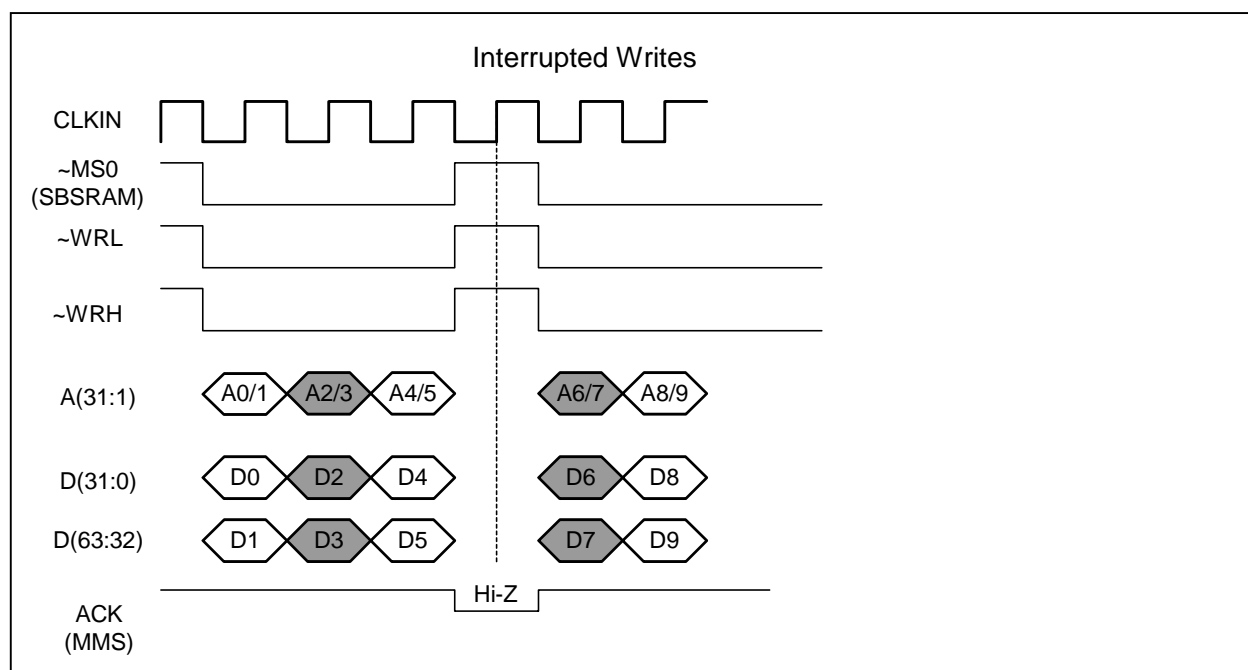 Interrupted Writes
CLKIN
~MS0
(SBSRAM)
~WRL
~WRH
A(31:1) A0/1 A2/3 A4/5 A6/7 A8/9
D(31:0) D0 D2 D4 D6 D8
D(63:32) D1 D3 D5 D7 D9
Hi-Z
ACK
(MMS)